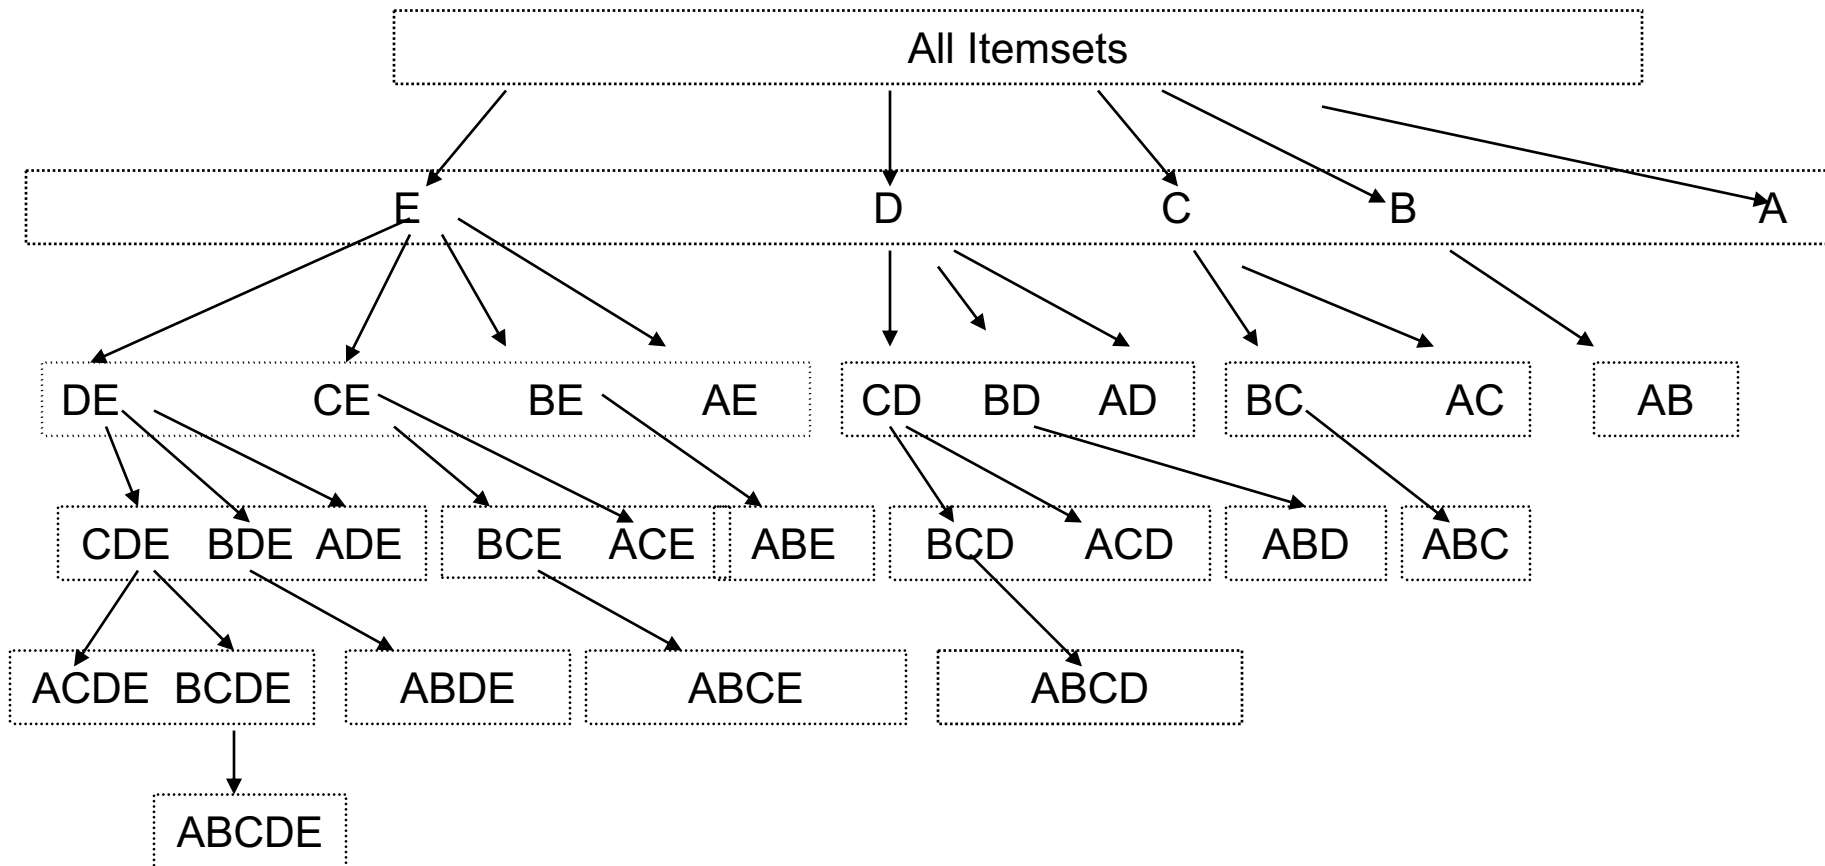 All Itemsets
E D C B A
DE CE BE AE CD BD AD BC AC AB
CDE BDE ADE BCE ACE ABE BCD ACD ABD ABC
ACDE BCDE ABDE ABCE ABCD
ABCDE